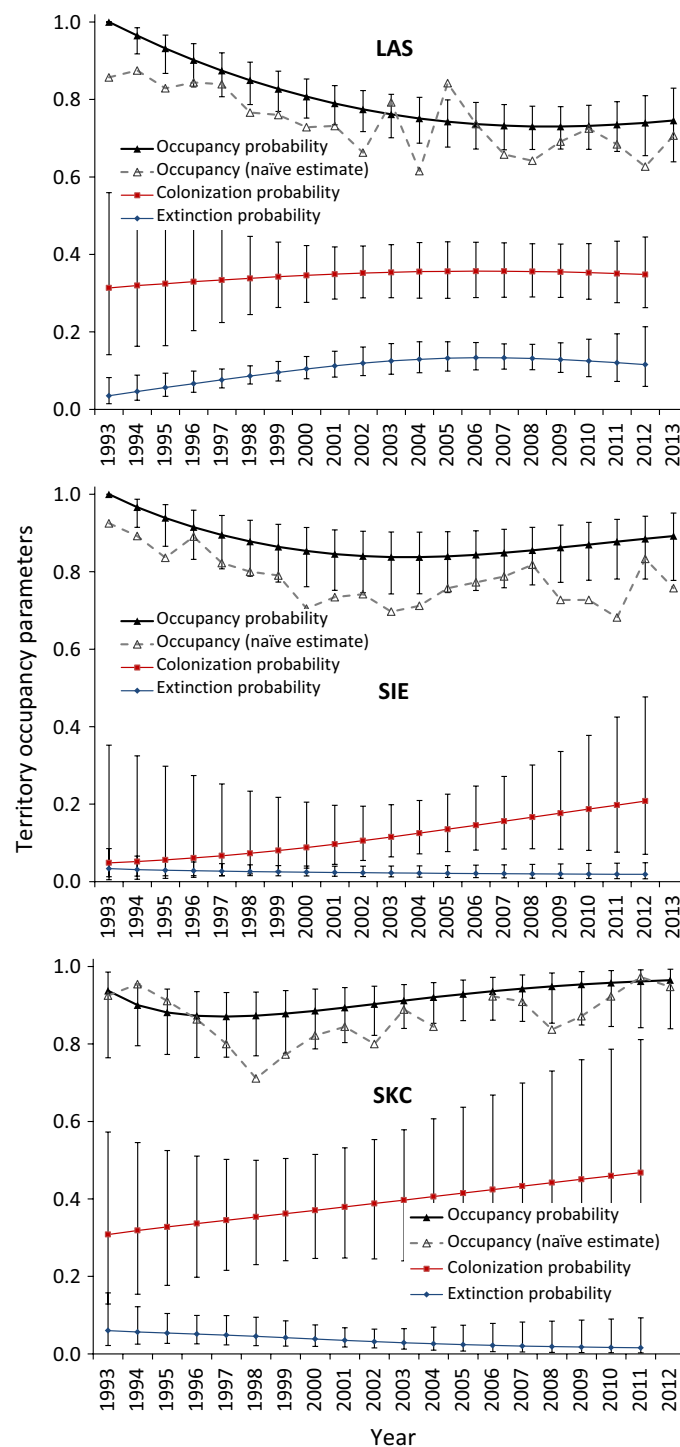 Territory occupancy parameters
LAS
1.0
0.8
0.6
0.4
0.2
0.0
Occupancy probability
Occupancy (naïve estimate)
Colonization probability
Extinction probability
1993 1994 1995 1996 1997 1998 1999 2000 2001 2002 2003 2004 2005 2006 2007 2008 2009 2010 2011 2012 2013
1.0
0.8
0.6
0.4
0.2
0.0
Occupancy probability
Occupancy (naïve estimate)
Colonization probability
Extinction probability
SIE
1993 1994 1995 1996 1997 1998 1999 2000 2001 2002 2003 2004 2005 2006 2007 2008 2009 2010 2011 2012 2013
1.0
0.8
0.6
0.4
0.2
0.0
SKC
Occupancy probability
Occupancy (naïve estimate)
Colonization probability
Extinction probability
1993 1994 1995 1996 1997 1998 1999 2000 2001 2002 2003 2004 2005 2006 2007 2008 2009 2010 2011 2012
Year